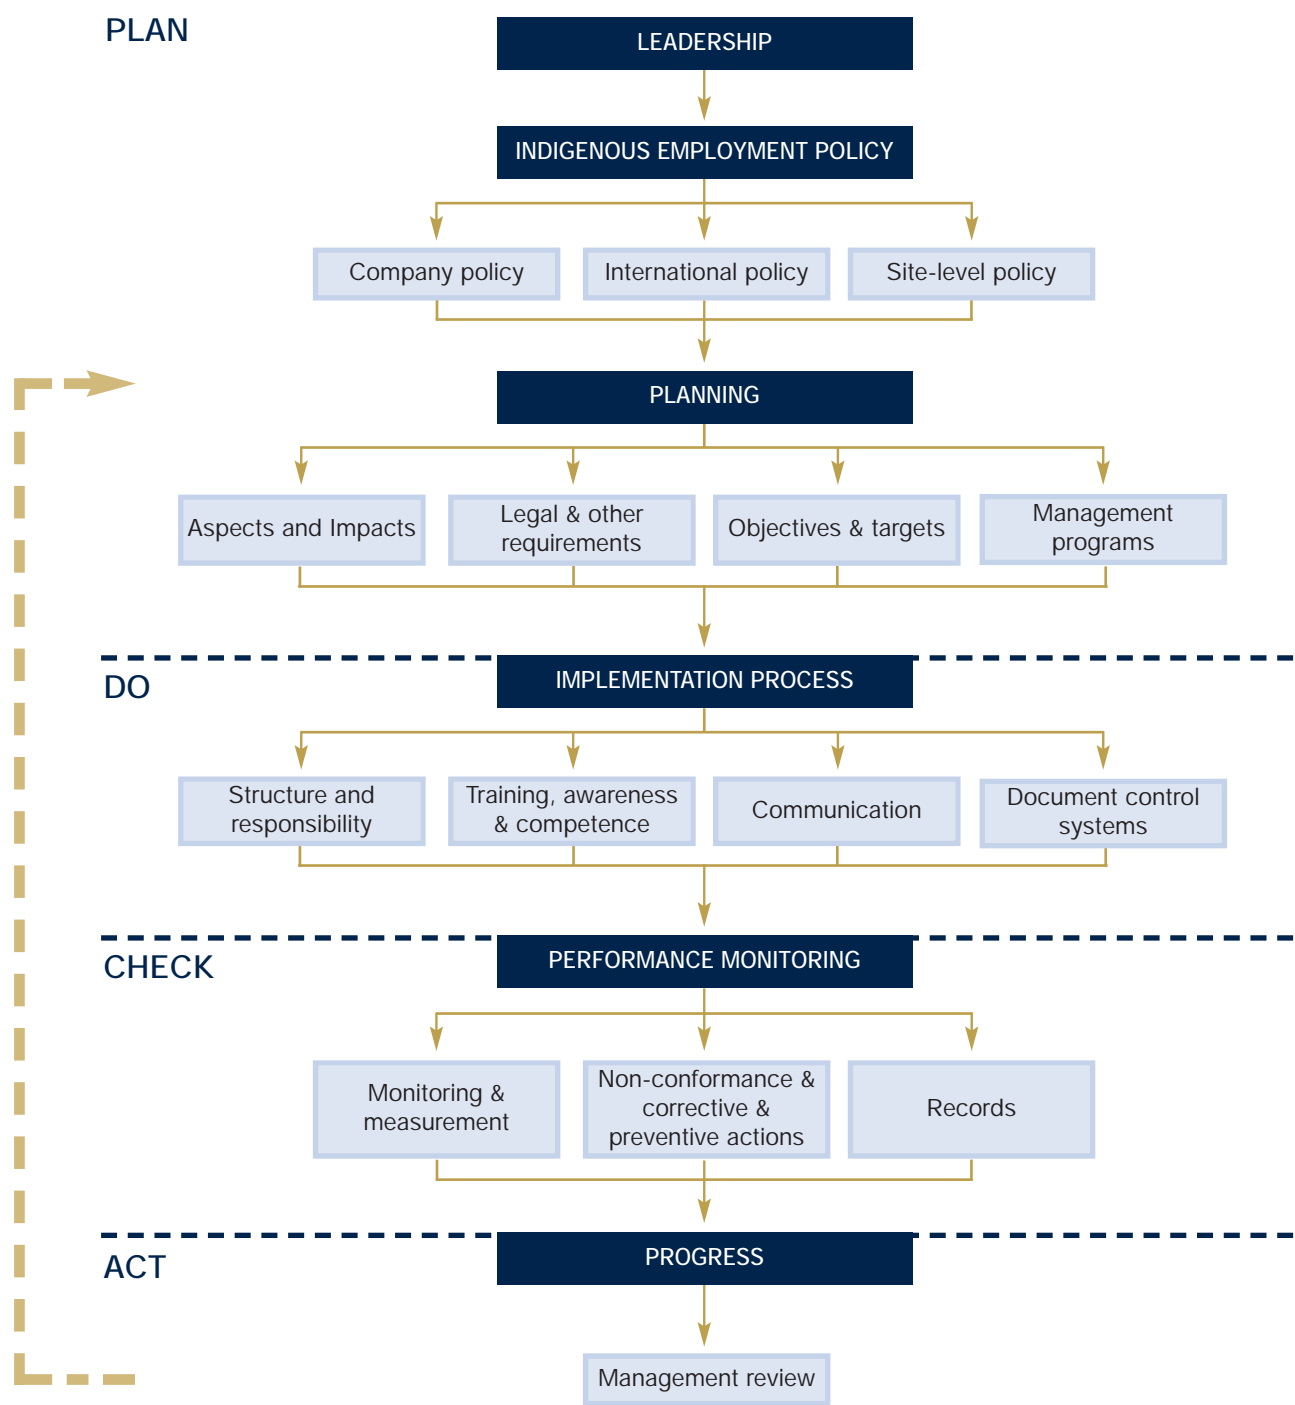 PLAN
LEADERSHIP
INDIGENOUS EMPLOYMENT POLICY
Company policy
International policy
Site-level policy
PLANNING
Aspects and Impacts
Legal & other
requirements
Objectives & targets
Management
programs
DO
IMPLEMENTATION PROCESS
Structure and
responsibility
Training, awareness
& competence
Communication
Document control
systems
CHECK
PERFORMANCE MONITORING
Monitoring &
measurement
Non-conformance &
corrective &
preventive actions
Records
ACT
PROGRESS
Management review